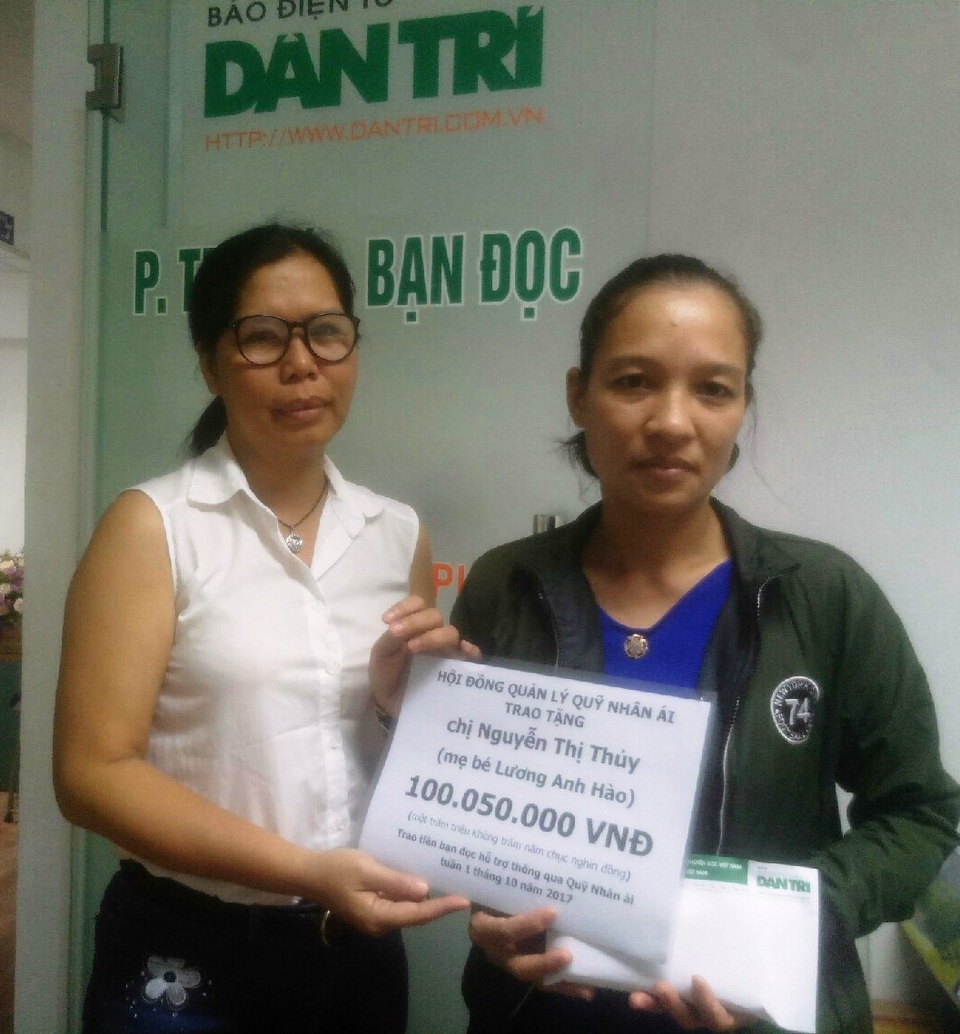 BÁO ĐIỆN TỬ
DÂN TRÍ
HTTP://WWW.DANTRI.COM.VN
P. BẠN ĐỌC
HỘI ĐỒNG QUẢN LÝ QUỸ NHÂN ÁI
TRAO TẶNG
chị Nguyễn Thị Thủy
(mẹ bé Lương Anh Hào)
100.050.000 VNĐ
(một trăm triệu không trăm năm chục nghìn đồng)
Trao tiền bạn đọc hỗ trợ thông qua Quỹ Nhân ái
tuần 1 tháng 10 năm 2017
74
DANTRI